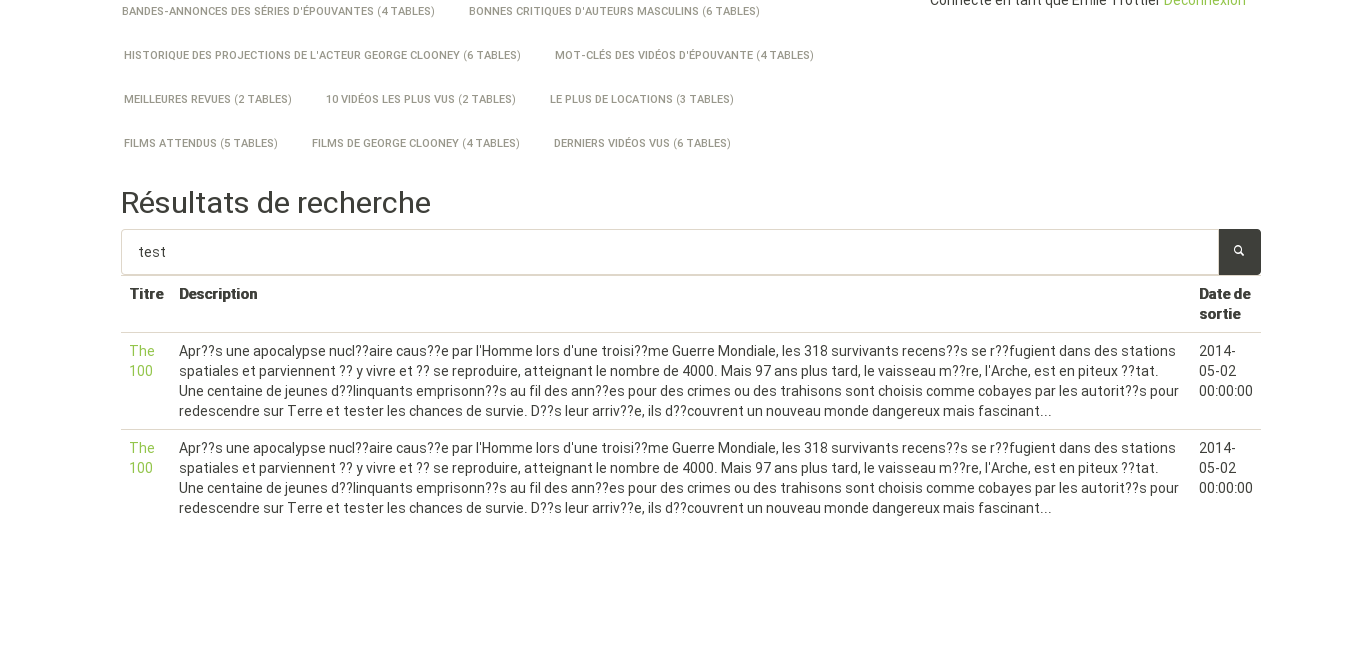 BANDES-ANNONCES DES SÉRIES D'ÉPOUVANTES (4 TABLES) BONNES CRITIQUES D'AUTEURS MASCULINS (6 TABLES) Connecté en tant que Émile Trottier Déconnexion
HISTORIQUE DES PROJECTIONS DE L'ACTEUR GEORGE CLOONEY (6 TABLES) MOT-CLÉS DES VIDÉOS D'ÉPOUVANTE (4 TABLES)
MEILLEURES REVUES (2 TABLES) 10 VIDÉOS LES PLUS VUS (2 TABLES) LE PLUS DE LOCATIONS (3 TABLES)
FILMS ATTENDUS (5 TABLES) FILMS DE GEORGE CLOONEY (4 TABLES) DERNIERS VIDÉOS VUS (6 TABLES)
Résultats de recherche
test
Titre Description Date de
sortie
The Apr??s une apocalypse nucl??aire caus??e par l'Homme lors d'une troisi??me Guerre Mondiale, les 318 survivants recens??s se r??fugient dans des stations 2014-
100 spatiales et parviennent ?? y vivre et ?? se reproduire, atteignant le nombre de 4000. Mais 97 ans plus tard, le vaisseau m??re, l'Arche, est en piteux ??tat. 05-02
Une centaine de jeunes d??linquants emprisonn??s au fil des ann??es pour des crimes ou des trahisons sont choisis comme cobayes par les autorit??s pour 00:00:00
redescendre sur Terre et tester les chances de survie. D??s leur arriv??e, ils d??couvrent un nouveau monde dangereux mais fascinant...
The Apr??s une apocalypse nucl??aire caus??e par l'Homme lors d'une troisi??me Guerre Mondiale, les 318 survivants recens??s se r??fugient dans des stations 2014-
100 spatiales et parviennent ?? y vivre et ?? se reproduire, atteignant le nombre de 4000. Mais 97 ans plus tard, le vaisseau m??re, l'Arche, est en piteux ??tat. 05-02
Une centaine de jeunes d??linquants emprisonn??s au fil des ann??es pour des crimes ou des trahisons sont choisis comme cobayes par les autorit??s pour 00:00:00
redescendre sur Terre et tester les chances de survie. D??s leur arriv??e, ils d??couvrent un nouveau monde dangereux mais fascinant...